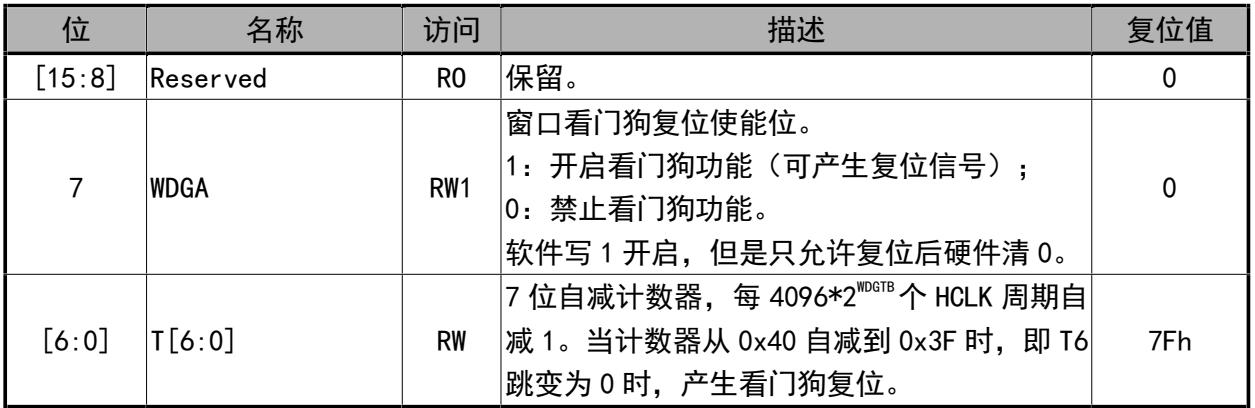 位 名称 访问 描述 复位值
[15:8] Reserved RO 保留。 0
窗口看门狗复位使能位。
1：开启看门狗功能（可产生复位信号）；
7 WDGA RW1 0
0：禁止看门狗功能。
软件写 1 开启，但是只允许复位后硬件清 0。
7 位自减计数器，每 4096*2^WDGTB 个 HCLK 周期自
[6:0] T[6:0] RW 减 1。当计数器从 0x40 自减到 0x3F 时，即 T6 7Fh
跳变为 0 时，产生看门狗复位。